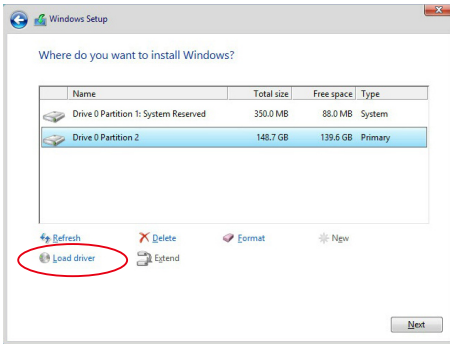 Windows Setup
Where do you want to install Windows?
Name Total size Free space Type
Drive 0 Partition 1: System Reserved 350.0 MB 88.0 MB System
Drive 0 Partition 2 148.7 GB 139.6 GB Primary
Refresh Delete Format New
Load driver Extend
Next